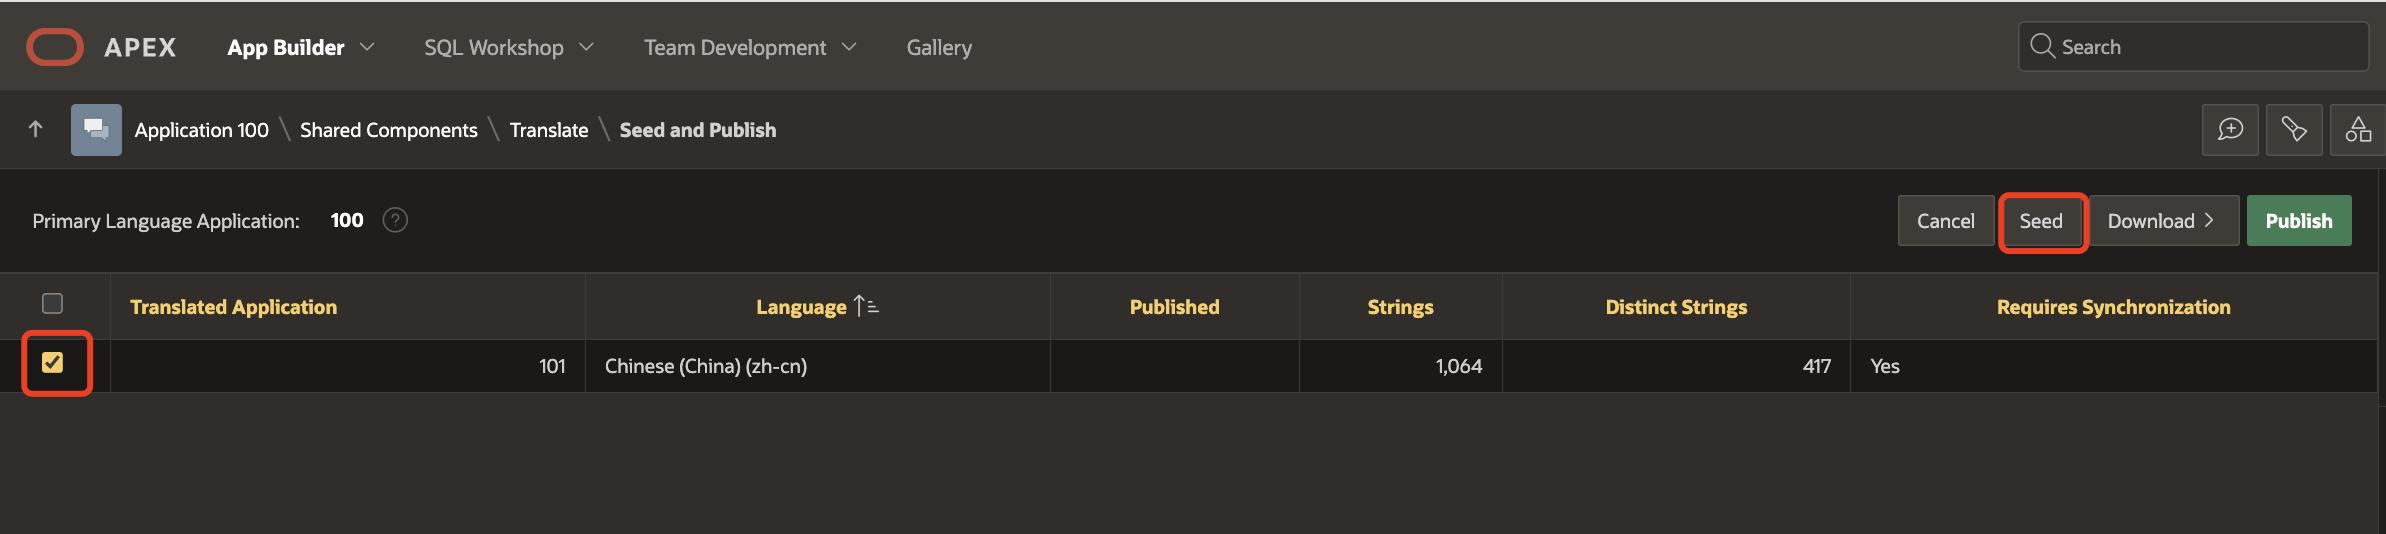 APEX App Builder SQL Workshop Team Development Gallery Search
Application 100 \ Shared Components \ Translate \ Seed and Publish
Primary Language Application: 100 ? Cancel Seed Download > Publish
Translated Application Language Published Strings Distinct Strings Requires Synchronization
101 Chinese (China) (zh-cn) 1,064 417 Yes